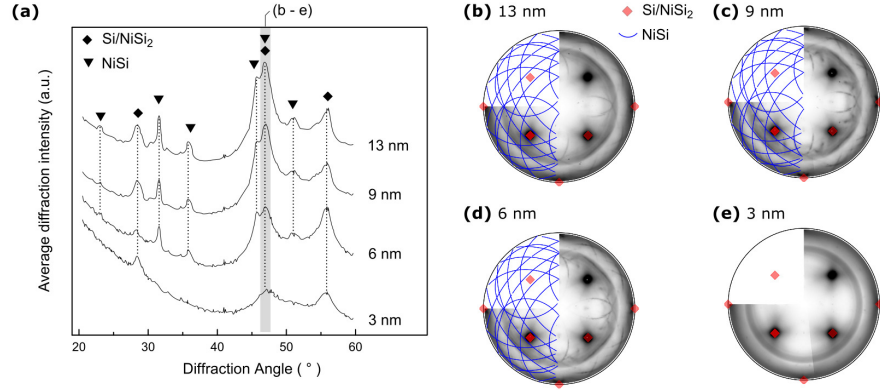 (a)
(b - e)
Si/NiSi2
NiSi
Average diffraction intensity (a.u.)
13 nm
9 nm
6 nm
3 nm
20
30
40
50
60
Diffraction Angle ( ° )
(b) 13 nm
Si/NiSi2
NiSi
(c) 9 nm
(d) 6 nm
(e) 3 nm